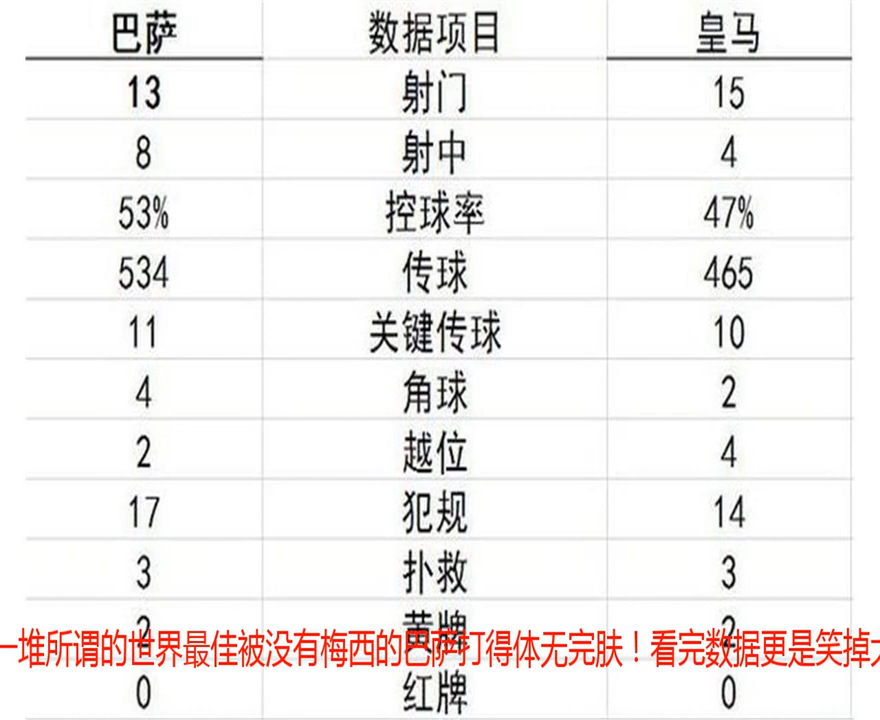 巴萨 数据项目 皇马
13 射门 15
8 射中 4
53% 控球率 47%
534 传球 465
11 关键传球 10
4 角球 2
2 越位 4
17 犯规 14
3 扑救 3
2 黄牌 2
一堆所谓的世界最佳被没有梅西的巴萨打得体无完肤！看完数据更是笑掉大
0 红牌 0